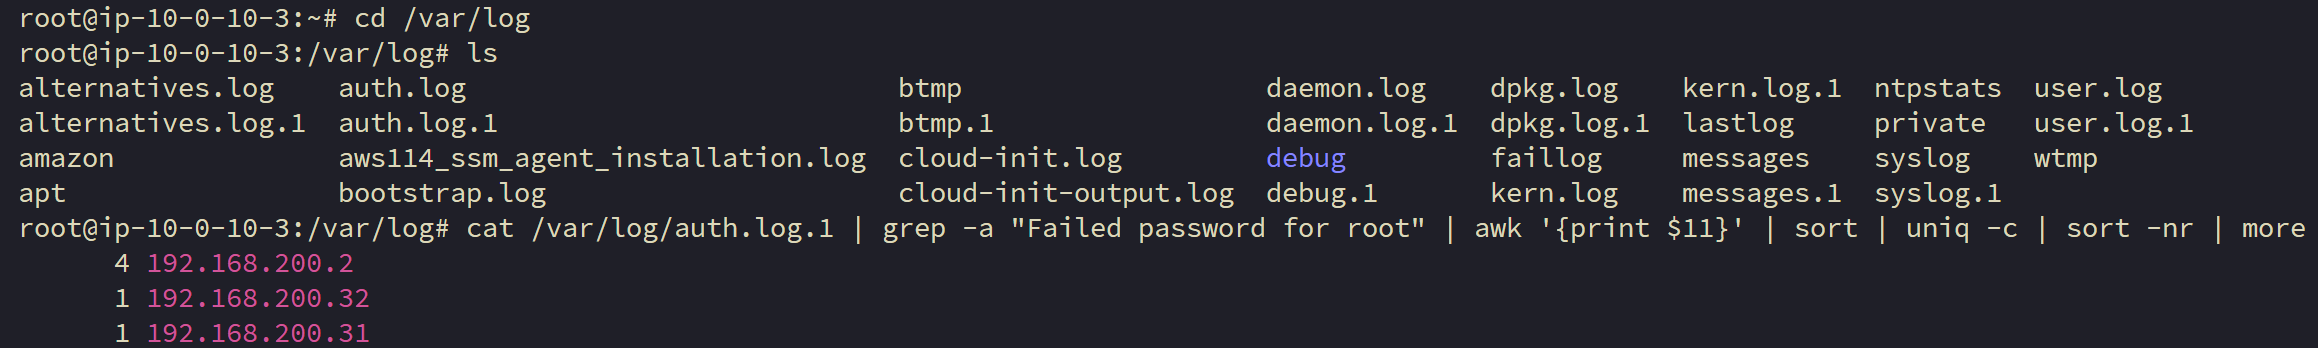 root@ip-10-0-10-3:~# cd /var/log
root@ip-10-0-10-3:/var/log# ls
alternatives.log    auth.log                           btmp                   daemon.log    dpkg.log    kern.log.1  ntpstats  user.log
alternatives.log.1  auth.log.1                         btmp.1                 daemon.log.1  dpkg.log.1  lastlog     private   user.log.1
amazon              aws114_ssm_agent_installation.log  cloud-init.log         debug         faillog     messages    syslog    wtmp
apt                 bootstrap.log                      cloud-init-output.log  debug.1       kern.log    messages.1  syslog.1
root@ip-10-0-10-3:/var/log# cat /var/log/auth.log.1 | grep -a "Failed password for root" | awk '{print $11}' | sort | uniq -c | sort -nr | more
      4 192.168.200.2
      1 192.168.200.32
      1 192.168.200.31